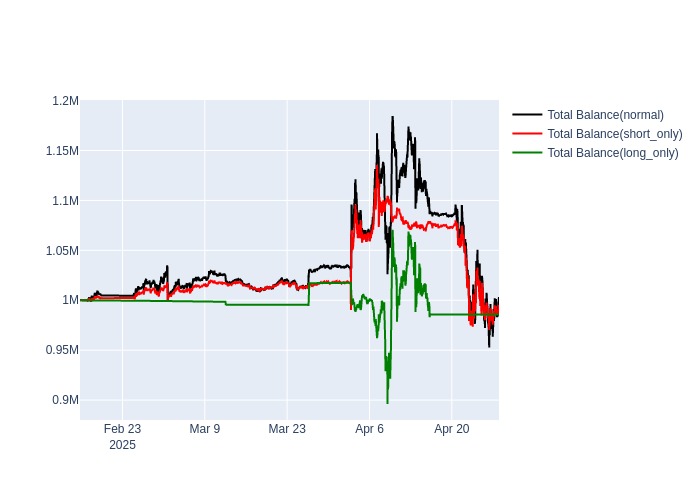 1.2M
1.15M
1.1M
1.05M
1M
0.95M
0.9M
Feb 23
2025
Mar 9
Mar 23
Apr 6
Apr 20
Total Balance(normal)
Total Balance(short_only)
Total Balance(long_only)